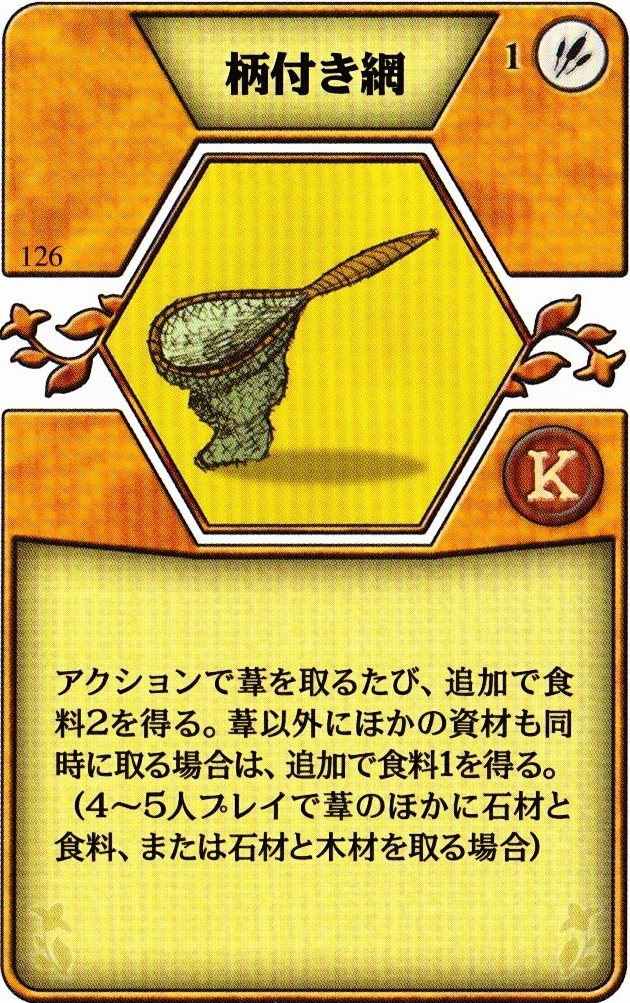 柄付き網
1
126
K
アクションで葦を取るたび、追加で食
料2を得る。葦以外にほかの資材も同
時に取る場合は、追加で食料1を得る。
（4～5人プレイで葦のほかに石材と
食料、または石材と木材を取る場合）